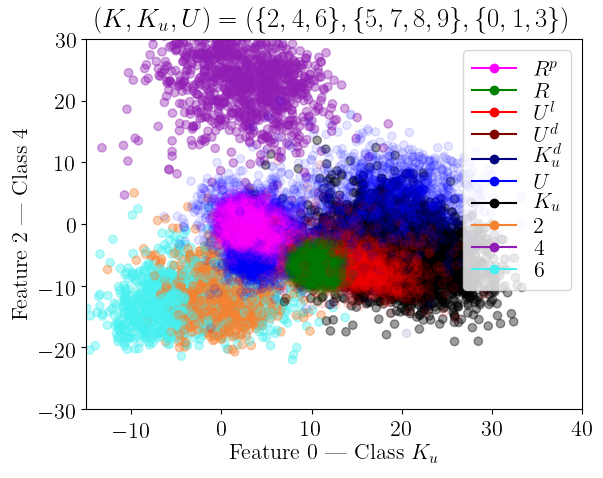 (K, K_u, U) = ({2, 4, 6}, {5, 7, 8, 9}, {0, 1, 3})
30
20
10
0
−10
−20
−30
Feature 2 — Class 4
R^p
R
U^l
U^d
K_u^d
U
K_u
2
4
6
−10
0
10
20
30
40
Feature 0 — Class K_u